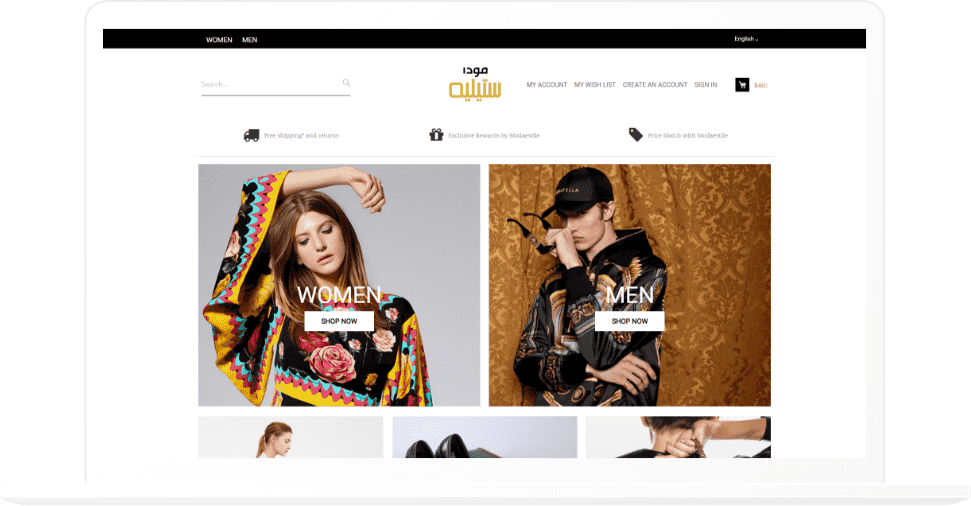 WOMEN MEN
English
Search...
مودا
ستيليه
MY ACCOUNT MY WISH LIST CREATE AN ACCOUNT SIGN IN
BAG:
Free shipping* and returns
Exclusive Rewards by Modaestile
Price Match with Modaestile
WOMEN
SHOP NOW
MEN
SHOP NOW